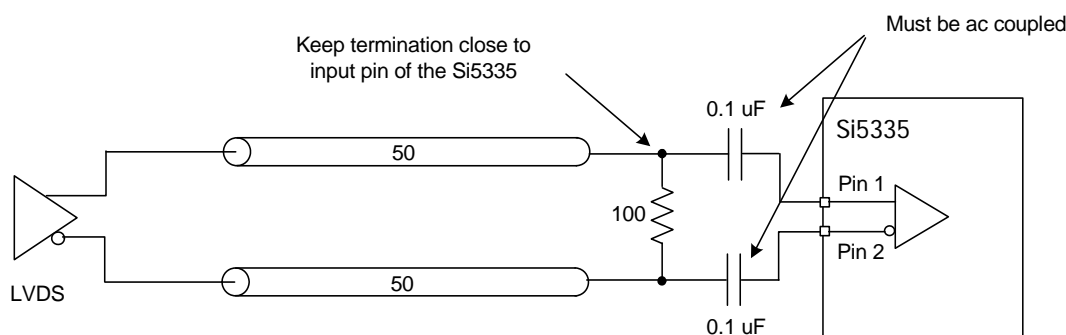 Must be ac coupled
Keep termination close to
input pin of the Si5335
0.1 uF
Si5335
50
Pin 1
100
Pin 2
LVDS
50
0.1 uF